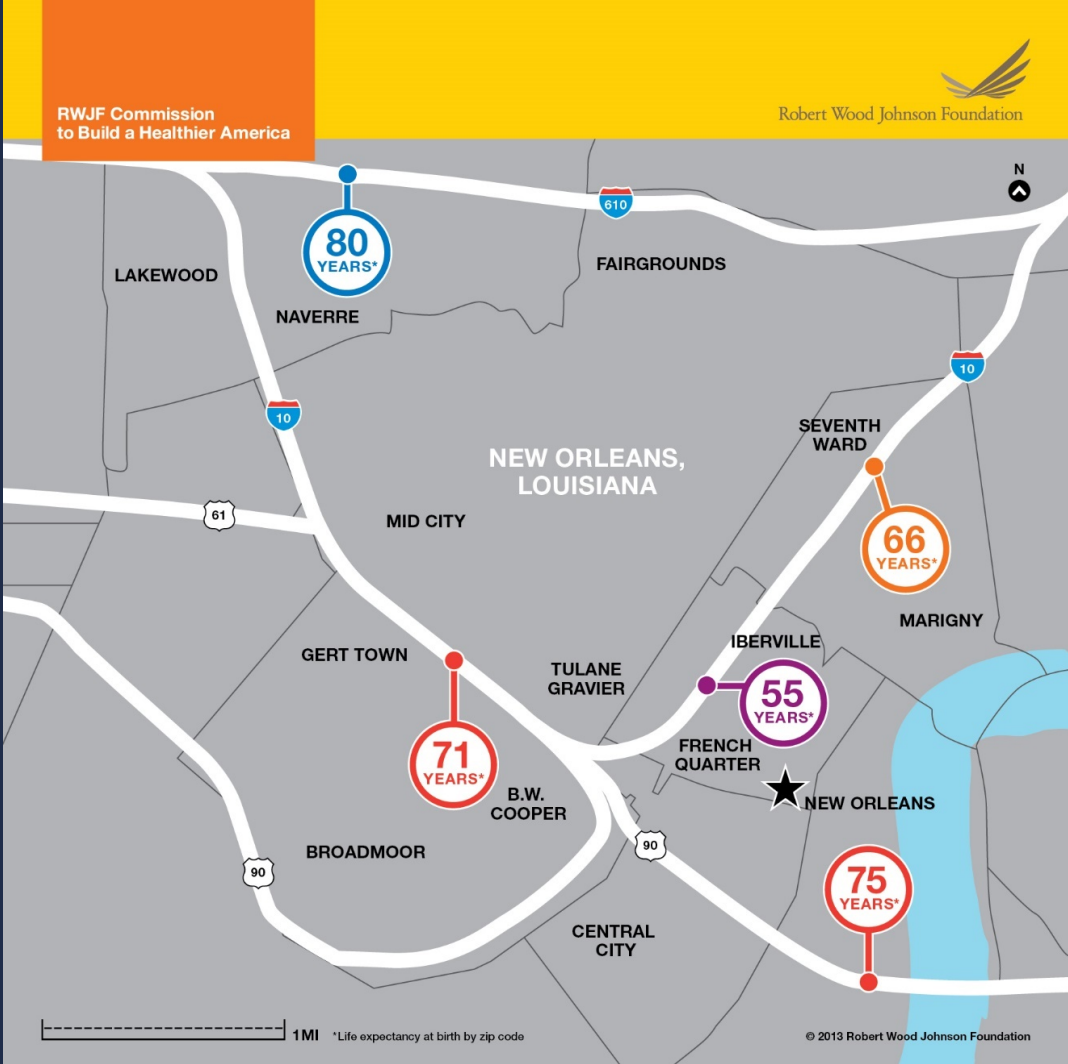 RWJF Commission
to Build a Healthier America
Robert Wood Johnson Foundation
N
610
80
YEARS*
LAKEWOOD
FAIRGROUNDS
NAVERRE
10
10
SEVENTH
WARD
NEW ORLEANS,
LOUISIANA
61
MID CITY
66
YEARS*
MARIGNY
IBERVILLE
GERT TOWN
TULANE
GRAVIER
55
YEARS*
FRENCH
QUARTER
71
YEARS*
B.W.
COOPER
NEW ORLEANS
90
BROADMOOR
90
75
YEARS*
CENTRAL
CITY
1MI *Life expectancy at birth by zip code
© 2013 Robert Wood Johnson Foundation